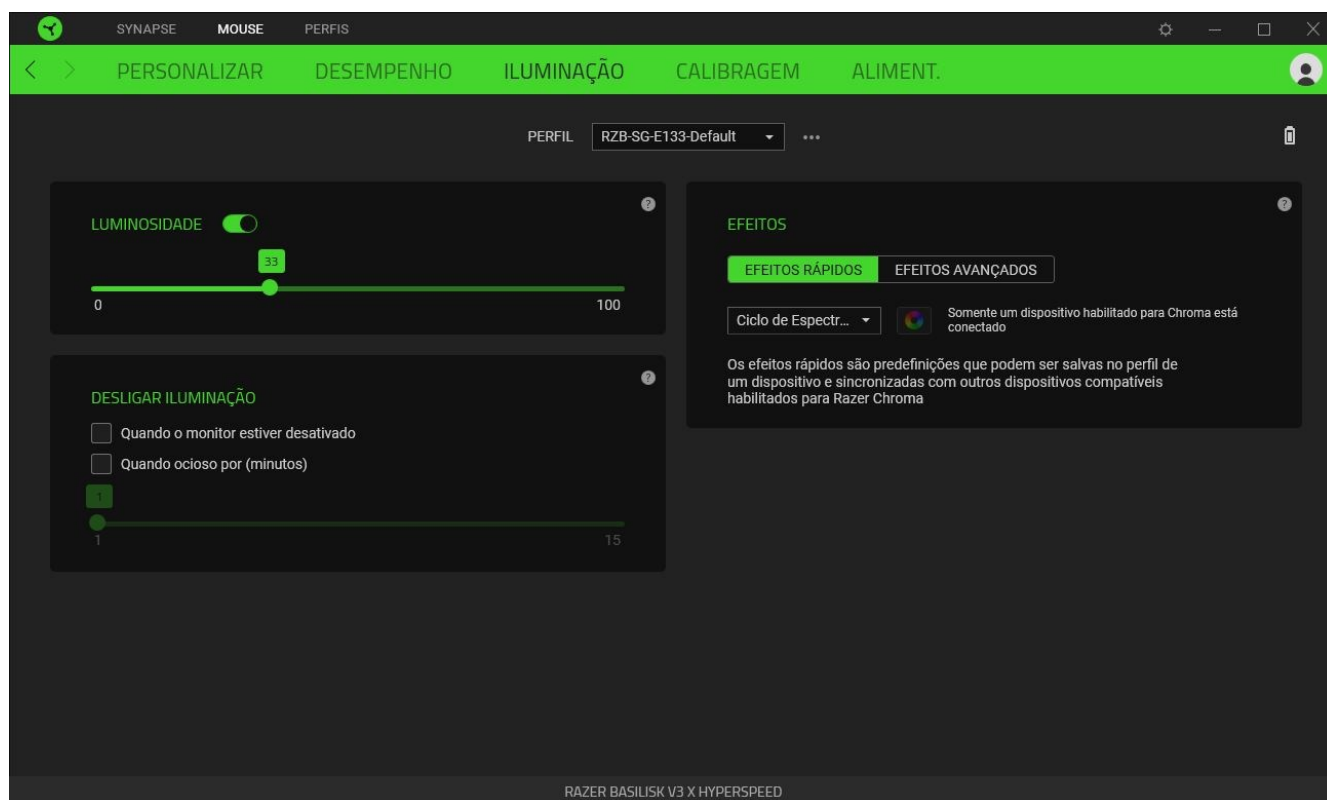 SYNAPSE MOUSE PERFIS
PERSONALIZAR DESEMPENHO ILUMINAÇÃO CALIBRAGEM ALIMENT.
PERFIL RZB-SG-E133-Default
LUMINOSIDADE
33
0 100
DESLIGAR ILUMINAÇÃO
Quando o monitor estiver desativado
Quando ocioso por (minutos)
1
1 15
EFEITOS
EFEITOS RÁPIDOS EFEITOS AVANÇADOS
Ciclo de Espectr...
Somente um dispositivo habilitado para Chroma está
conectado
Os efeitos rápidos são predefinições que podem ser salvas no perfil de
um dispositivo e sincronizadas com outros dispositivos compatíveis
habilitados para Razer Chroma
RAZER BASILISK V3 X HYPERSPEED